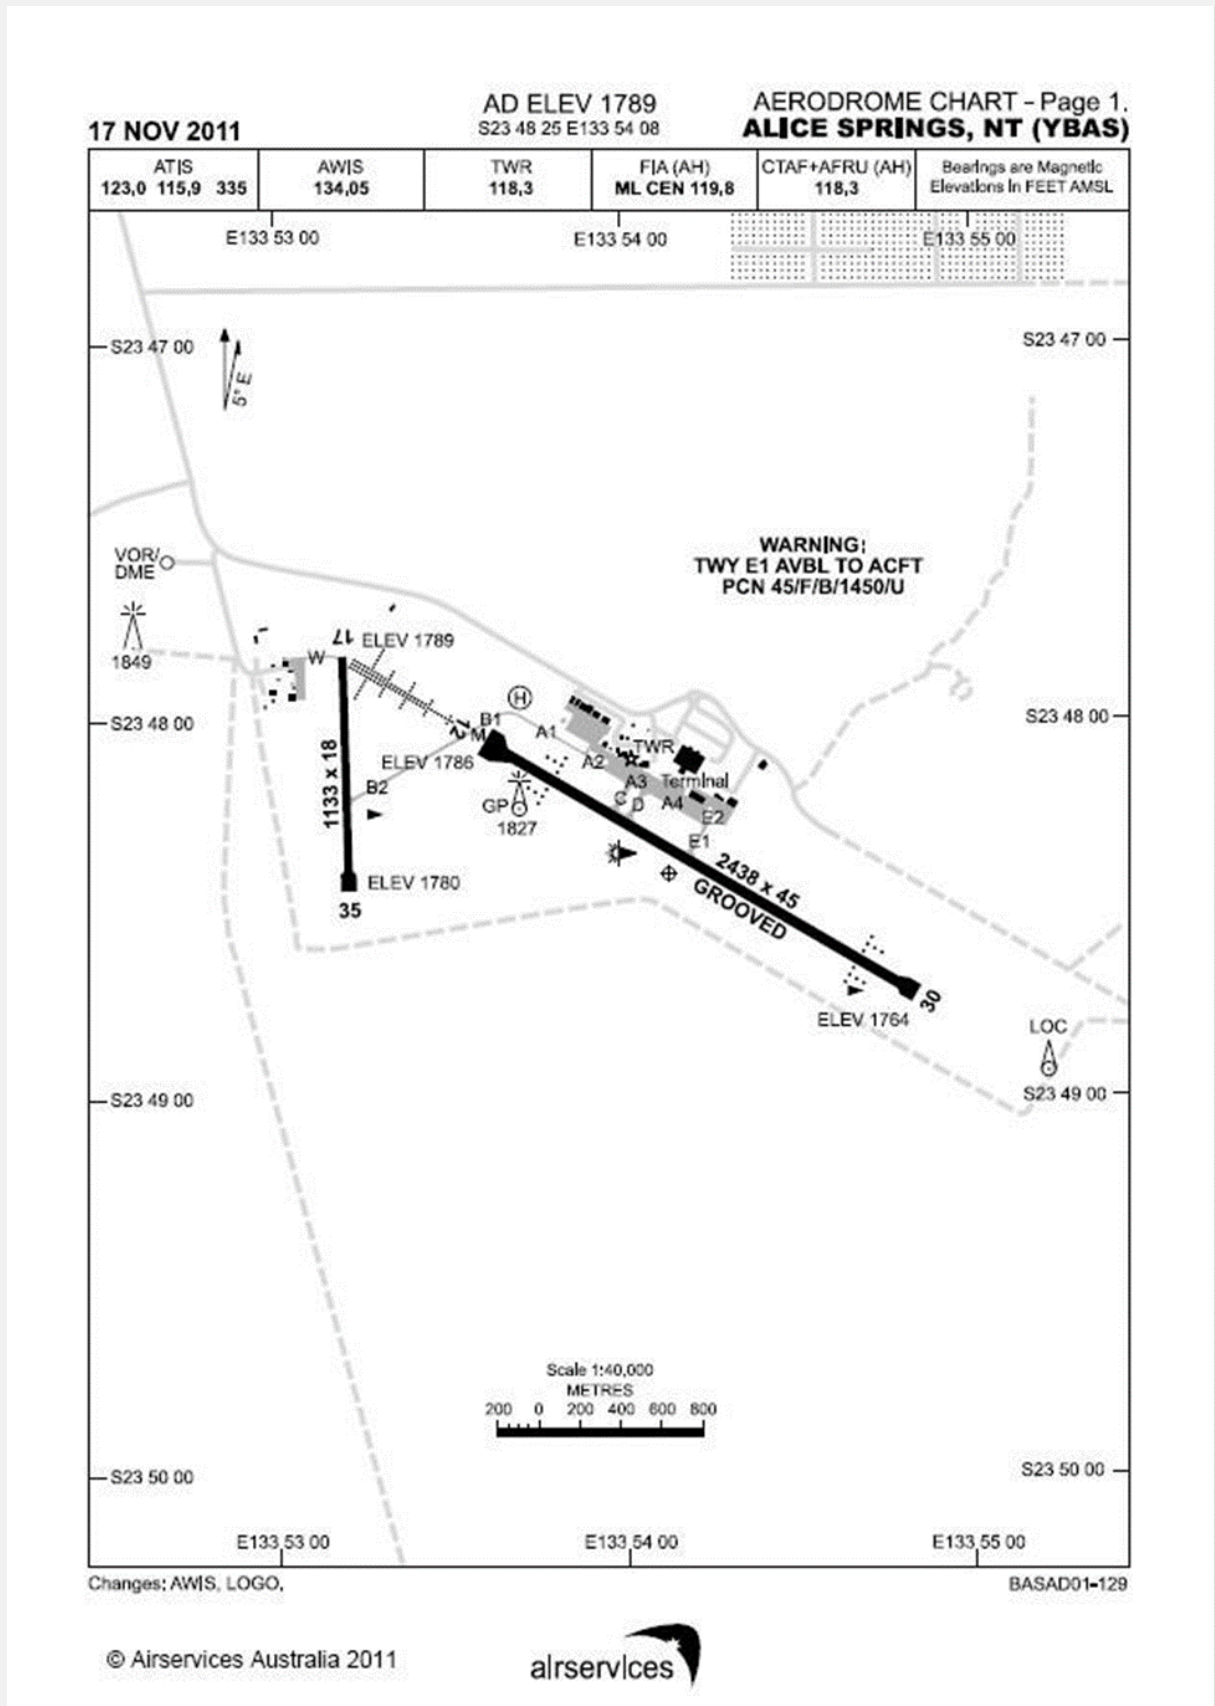 AD ELEV 1789
S23 48 25 E133 54 08
AERODROME CHART - Page 1.
17 NOV 2011
ALICE SPRINGS, NT (YBAS)
ATIS
123,0 115,9 335
AWIS
134,05
TWR
118,3
FIA (AH)
ML CEN 119,8
CTAF+AFRU (AH)
118,3
Bearings are Magnetic
Elevations in FEET AMSL
E133 53 00
E133 54 00
E133 55 00
S23 47 00
S23 47 00
5° E
WARNING:
TWY E1 AVBL TO ACFT
PCN 45/F/B/1450/U
VOR/
DME
1849
17
ELEV 1789
W
H
S23 48 00
S23 48 00
12
M
B1
A1
TWR
ELEV 1786
A2
A3
Terminal
1133 x 18
B2
GP
1827
C
D
A4
E2
E1
2438 x 45
GROOVED
ELEV 1780
35
30
ELEV 1764
LOC
S23 49 00
S23 49 00
Scale 1:40,000
METRES
200 0 200 400 600 800
S23 50 00
S23 50 00
E133 53 00
E133 54 00
E133 55 00
Changes: AWIS, LOGO.
BASAD01-129
© Airservices Australia 2011
airservices